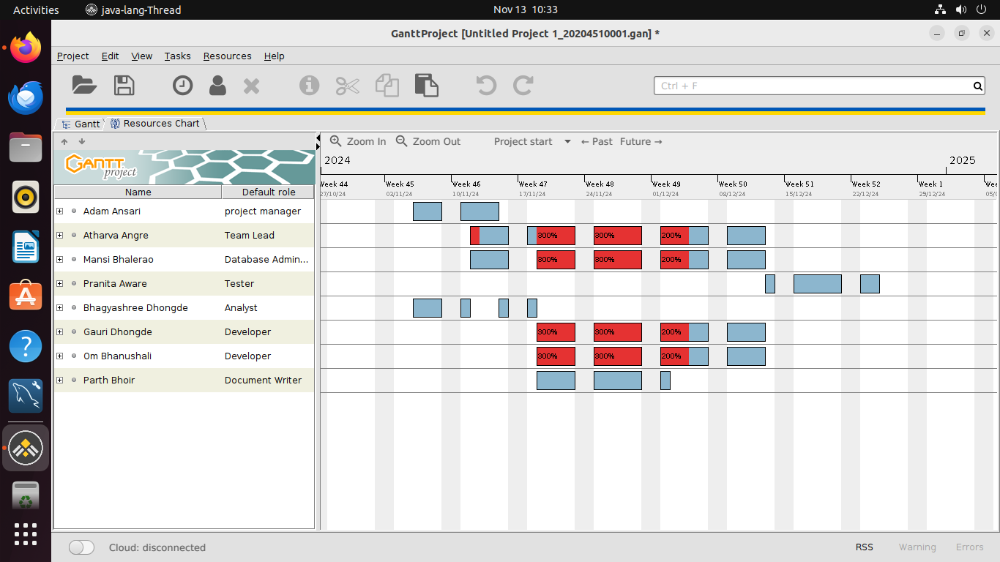 Activities java-lang-Thread Nov 13 10:33
GanttProject [Untitled Project 1_20204510001.gan] *
Project Edit View Tasks Resources Help
Ctrl + F
Gantt Resources Chart
Zoom In Zoom Out Project start ← Past Future →
GANTT project
2024 2025
Week 44 Week 45 Week 46 Week 47 Week 48 Week 49 Week 50 Week 51 Week 52 Week 1
27/10/24 03/11/24 10/11/24 17/11/24 24/11/24 01/12/24 08/12/24 15/12/24 22/12/24 29/12/24
Name Default role
Adam Ansari project manager
Atharva Angre Team Lead 300% 300% 200%
Mansi Bhalerao Database Admin... 300% 300% 200%
Pranita Aware Tester
Bhagyashree Dhongde Analyst
Gauri Dhongde Developer 300% 300% 200%
Om Bhanushali Developer 300% 300% 200%
Parth Bhoir Document Writer
Cloud: disconnected RSS Warning Errors